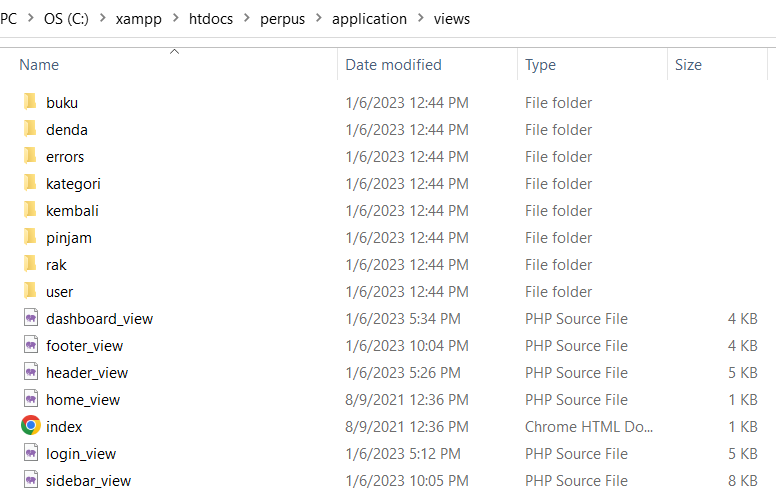 PC > OS (C:) > xampp > htdocs > perpus > application > views
Name Date modified Type Size
buku 1/6/2023 12:44 PM File folder
denda 1/6/2023 12:44 PM File folder
errors 1/6/2023 12:44 PM File folder
kategori 1/6/2023 12:44 PM File folder
kembali 1/6/2023 12:44 PM File folder
pinjam 1/6/2023 12:44 PM File folder
rak 1/6/2023 12:44 PM File folder
user 1/6/2023 12:44 PM File folder
dashboard_view 1/6/2023 5:34 PM PHP Source File 4 KB
footer_view 1/6/2023 10:04 PM PHP Source File 4 KB
header_view 1/6/2023 5:26 PM PHP Source File 5 KB
home_view 8/9/2021 12:36 PM PHP Source File 1 KB
index 8/9/2021 12:36 PM Chrome HTML Do... 1 KB
login_view 1/6/2023 5:12 PM PHP Source File 5 KB
sidebar_view 1/6/2023 10:05 PM PHP Source File 8 KB